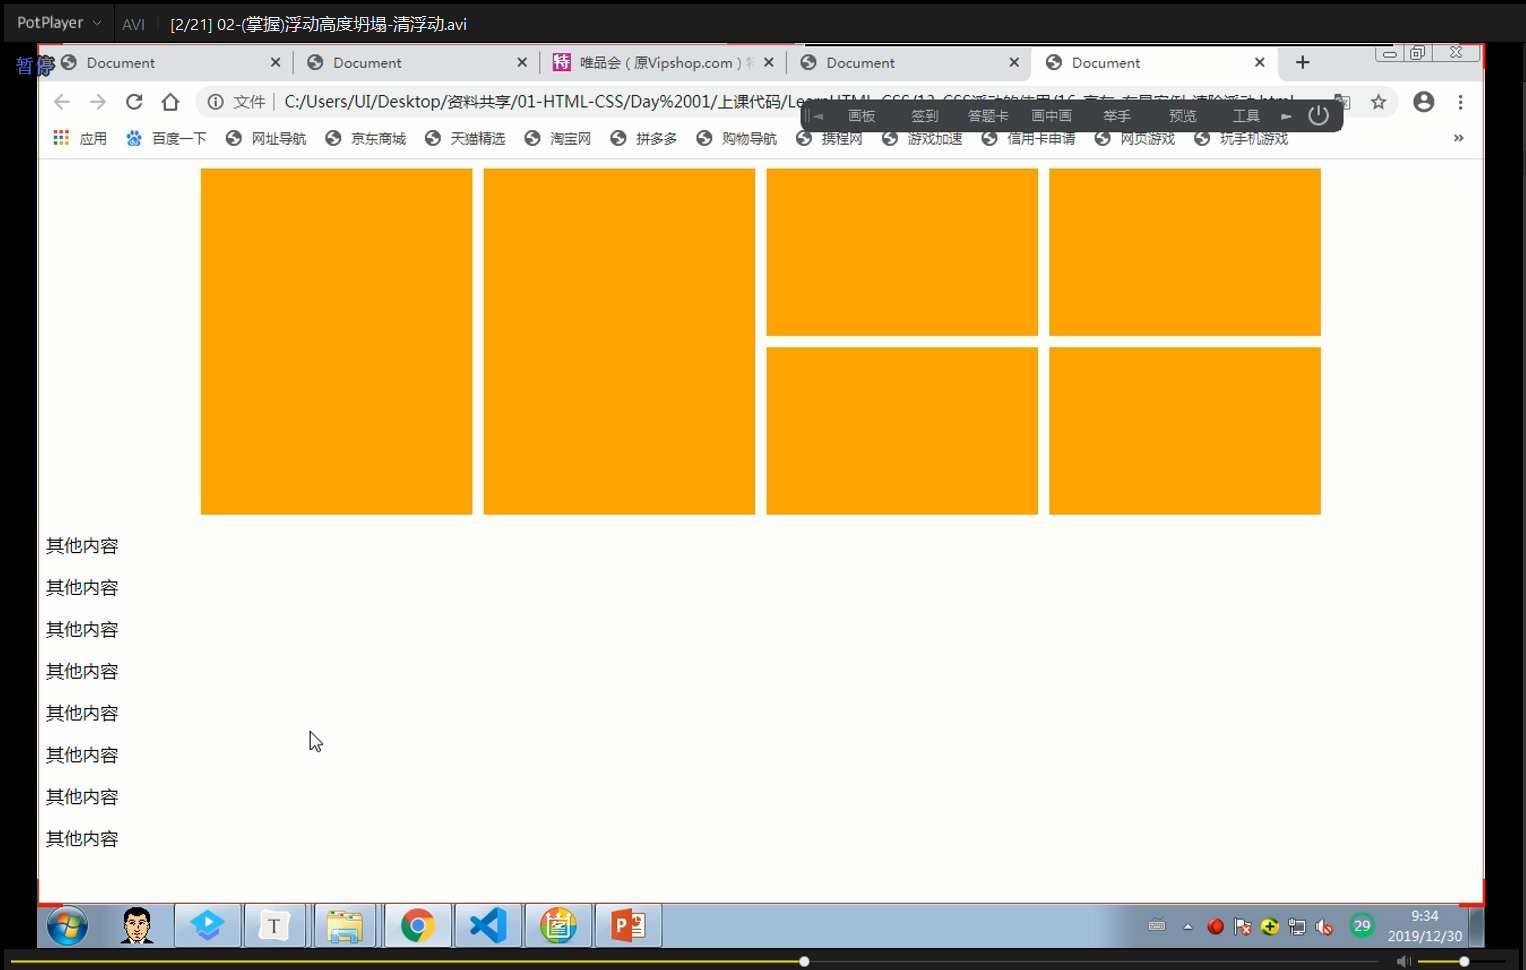 PotPlayer AVI [2/21] 02-(掌握)浮动高度坍塌-清浮动.avi
暂停
Document Document 唯品会（原Vipshop.com）特 Document Document
文件 C:/Users/UI/Desktop/资料共享/01-HTML-CSS/Day%2001/上课代码/LearnHTML_CSS/
画板 签到 答题卡 画中画 举手 预览 工具
应用 百度一下 网址导航 京东商城 天猫精选 淘宝网 拼多多 购物导航 携程网 游戏加速 信用卡申请 网页游戏 玩手机游戏 »
其他内容
其他内容
其他内容
其他内容
其他内容
其他内容
其他内容
其他内容
T
29
9:34
2019/12/30